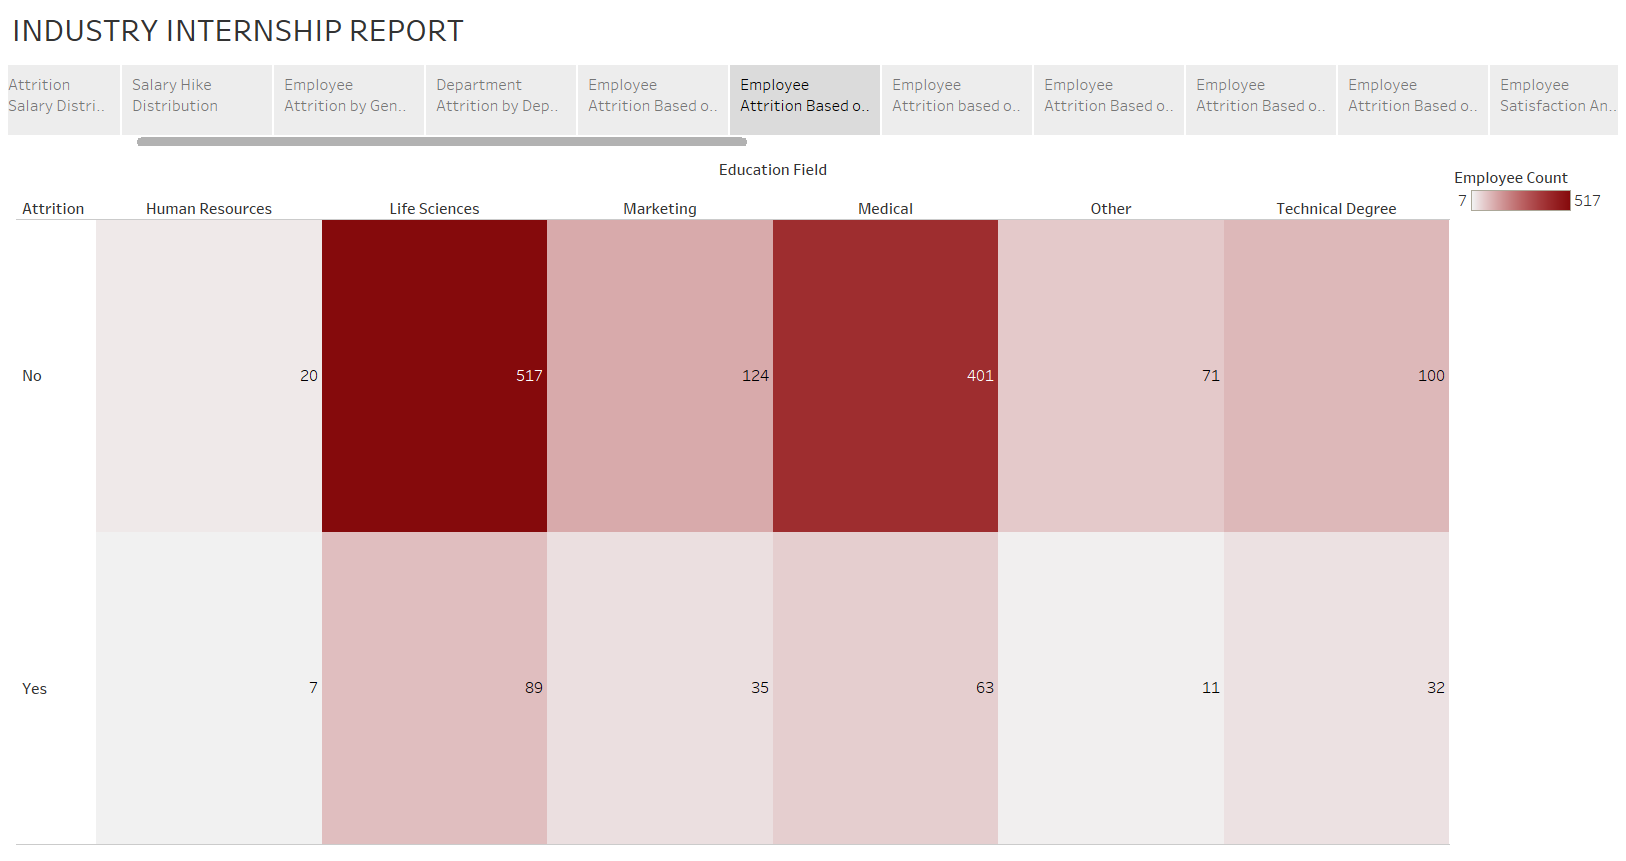 INDUSTRY INTERNSHIP REPORT
Attrition
Salary Distri..
Salary Hike
Distribution
Employee
Attrition by Gen..
Department
Attrition by Dep..
Employee
Attrition Based o..
Employee
Attrition Based o..
Employee
Attrition based o..
Employee
Attrition Based o..
Employee
Attrition Based o..
Employee
Attrition Based o..
Employee
Satisfaction An..
Education Field
Attrition Human Resources Life Sciences Marketing Medical Other Technical Degree
No 20 517 124 401 71 100
Yes 7 89 35 63 11 32
Employee Count
7 517